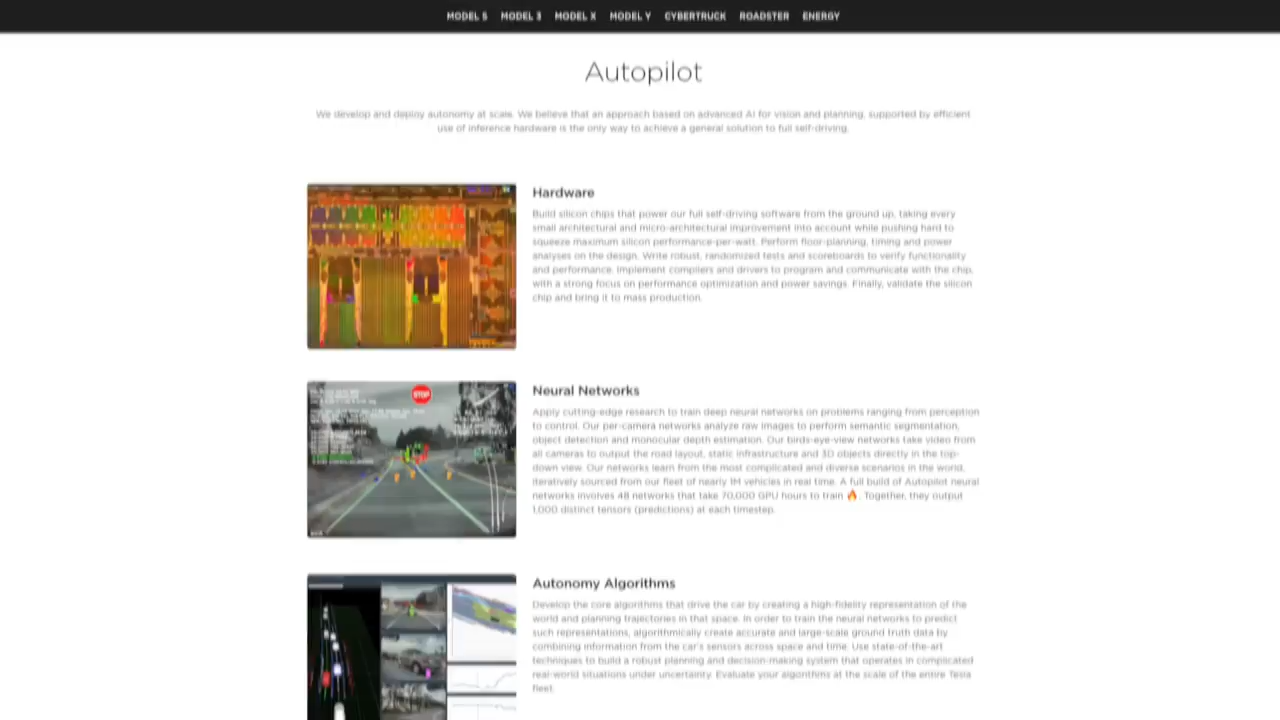 MODEL S MODEL 3 MODEL X MODEL Y CYBERTRUCK ROADSTER ENERGY
Autopilot
We develop and deploy autonomy at scale. We believe that an approach based on advanced AI for vision and planning, supported by efficient
use of inference hardware is the only way to achieve a general solution to full self-driving.
Hardware
Build silicon chips that power our full self-driving software from the ground up, taking every
small architectural and micro-architectural improvement into account while pushing hard to
squeeze maximum silicon performance-per-watt. Perform floor-planning, timing and power
analyses on the design. Write robust, randomized tests and scoreboards to verify functionality
and performance. Implement compilers and drivers to program and communicate with the chip,
with a strong focus on performance optimization and power savings. Finally, validate the silicon
chip and bring it to mass production.
STOP
Neural Networks
Apply cutting-edge research to train deep neural networks on problems ranging from perception
to control. Our per-camera networks analyze raw images to perform semantic segmentation,
object detection and monocular depth estimation. Our birds-eye-view networks take video from
all cameras to output the road layout, static infrastructure and 3D objects directly in the top-
down view. Our networks learn from the most complicated and diverse scenarios in the world,
iteratively sourced from our fleet of nearly 1M vehicles in real time. A full build of Autopilot neural
networks involves 48 networks that take 70,000 GPU hours to train 🔥. Together, they output
1,000 distinct tensors (predictions) at each timestep.
Autonomy Algorithms
Develop the core algorithms that drive the car by creating a high-fidelity representation of the
world and planning trajectories in that space. In order to train the neural networks to predict
such representations, algorithmically create accurate and large-scale ground truth data by
combining information from the car's sensors across space and time. Use state-of-the-art
techniques to build a robust planning and decision-making system that operates in complicated
real-world situations under uncertainty. Evaluate your algorithms at the scale of the entire Tesla
fleet.